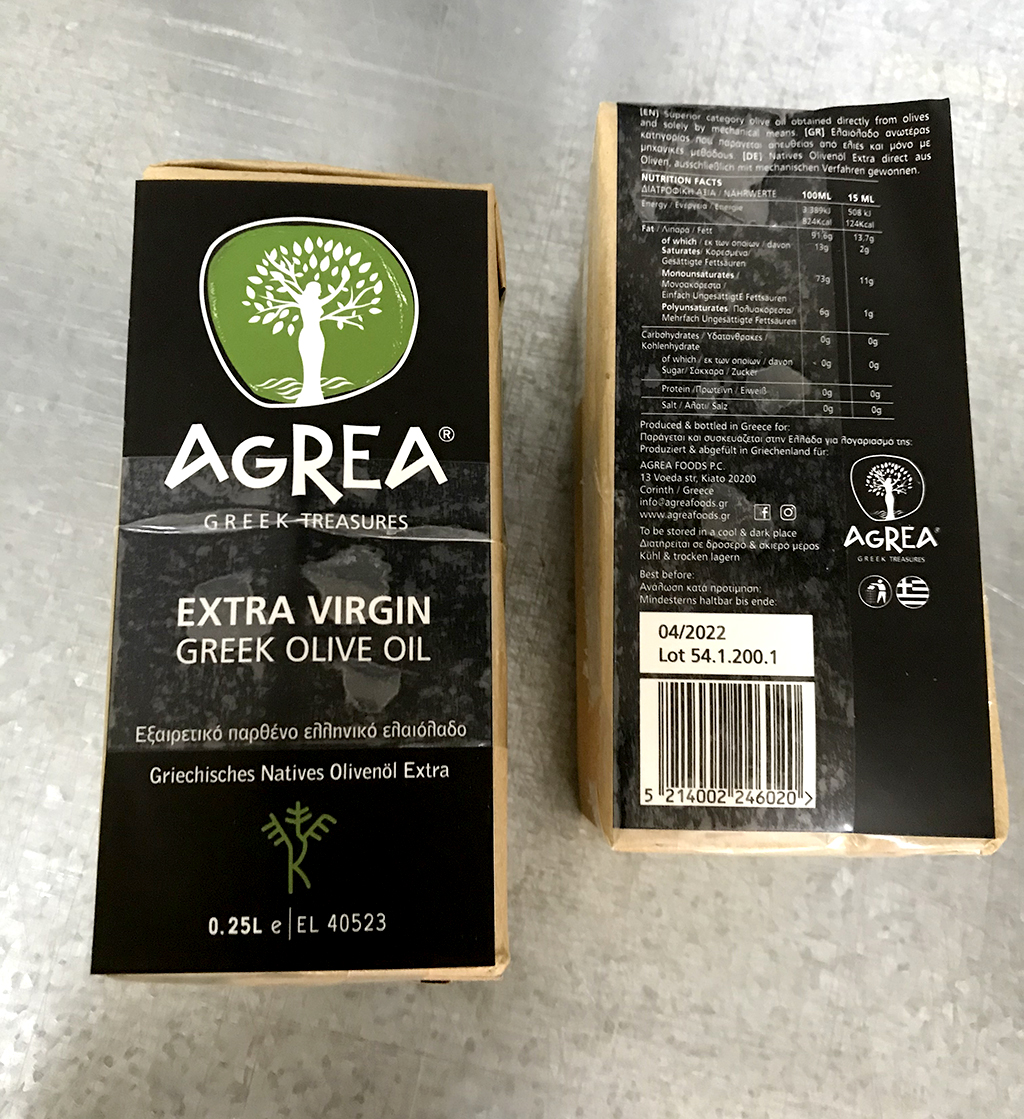 AGREA®
GREEK TREASURES
EXTRA VIRGIN
GREEK OLIVE OIL
Εξαιρετικό παρθένο ελληνικό ελαιόλαδο
Griechisches Natives Olivenöl Extra
0.25L e | EL 40523
[EN] Superior category olive oil obtained directly from olives
and solely by mechanical means. [GR] Ελαιόλαδο ανωτέρας
κατηγορίας που παράγεται απευθείας από ελιές και μόνο με
μηχανικές μεθόδους. [DE] Natives Olivenöl Extra direct aus
Oliven, ausschließlich mit mechanischen Verfahren gewonnen.
NUTRITION FACTS
ΔΙΑΤΡΟΦΙΚΗ ΑΞΙΑ / NÄHRWERTE 100ML 15 ML
Energy / Ενέργεια / Energie 3.389kJ 508 kJ
824Kcal 124Kcal
Fat / Λιπαρά / Fett 91.6g 13.7g
of which / εκ των οποίων / davon 13g 2g
Saturates/ Κορεσμένα/
Gesättigte Fettsäuren
Monounsaturates / 73g 11g
Μονοακόρεστα /
Einfach UngesättigtE Fettsäuren
Polyunsaturates/ Πολυακόρεστα/ 6g 1g
Mehrfach Ungesättigte Fettsäuren
Carbohydrates / Υδατάνθρακες / 0g 0g
Kohlenhydrate
of which / εκ των οποίων / davon 0g 0g
Sugar/ Σάκχαρα / Zucker
Protein /Πρωτεΐνη / Eiweiß 0g 0g
Salt / Αλάτι/ Salz 0g 0g
Produced & bottled in Greece for:
Παράγεται και συσκευάζεται στην Ελλάδα για λογαριασμό της:
Produziert & abgefült in Griechenland für:
AGREA FOODS P.C.
13 Voeda str, Kiato 20200
Corinth / Greece
info@agreafoods.gr
www.agreafoods.gr
To be stored in a cool & dark place
Διατηρείται σε δροσερό & σκιερό μέρος
Kühl & trocken lagern
AGREA®
GREEK TREASURES
Best before:
Ανάλωση κατά προτίμηση:
Mindesterns haltbar bis ende:
04/2022
Lot 54.1.200.1
5 214002 246020 >